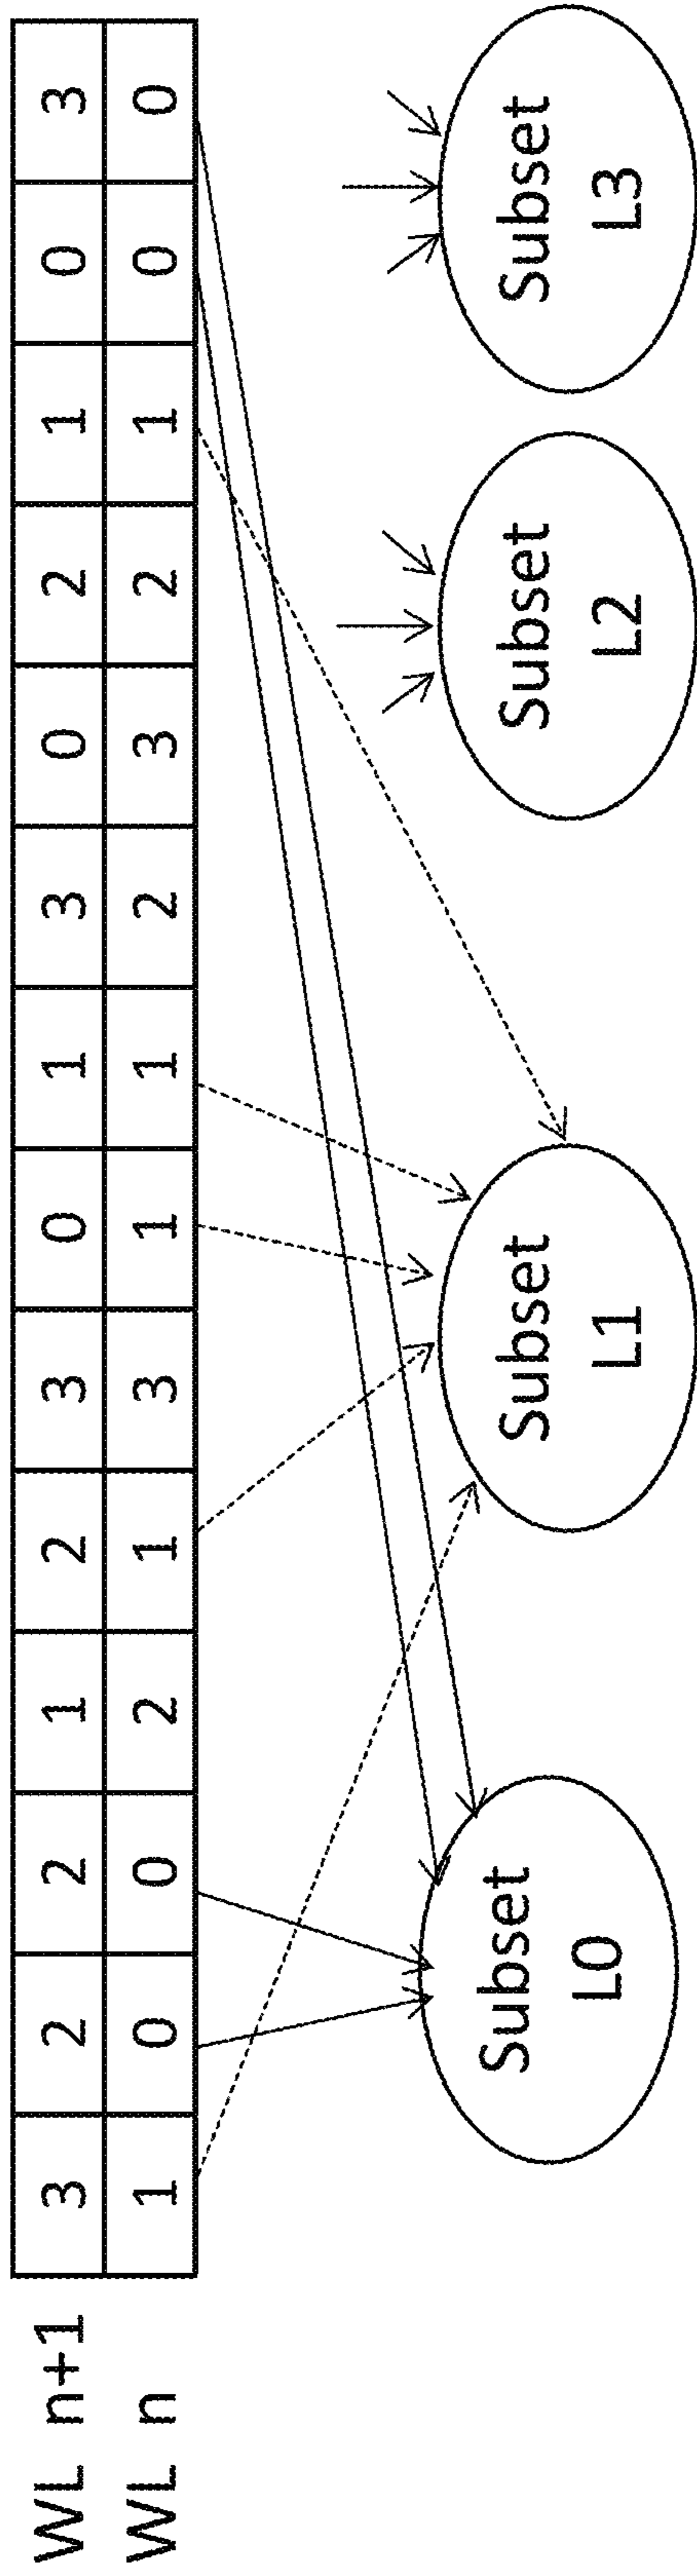 WL n+1 3 2 2 1 2 3 0 1 3 0 2 1 0 3
WL n 1 0 0 2 1 3 1 1 2 3 2 1 0 0
Subset
L0
Subset
L1
Subset
L2
Subset
L3